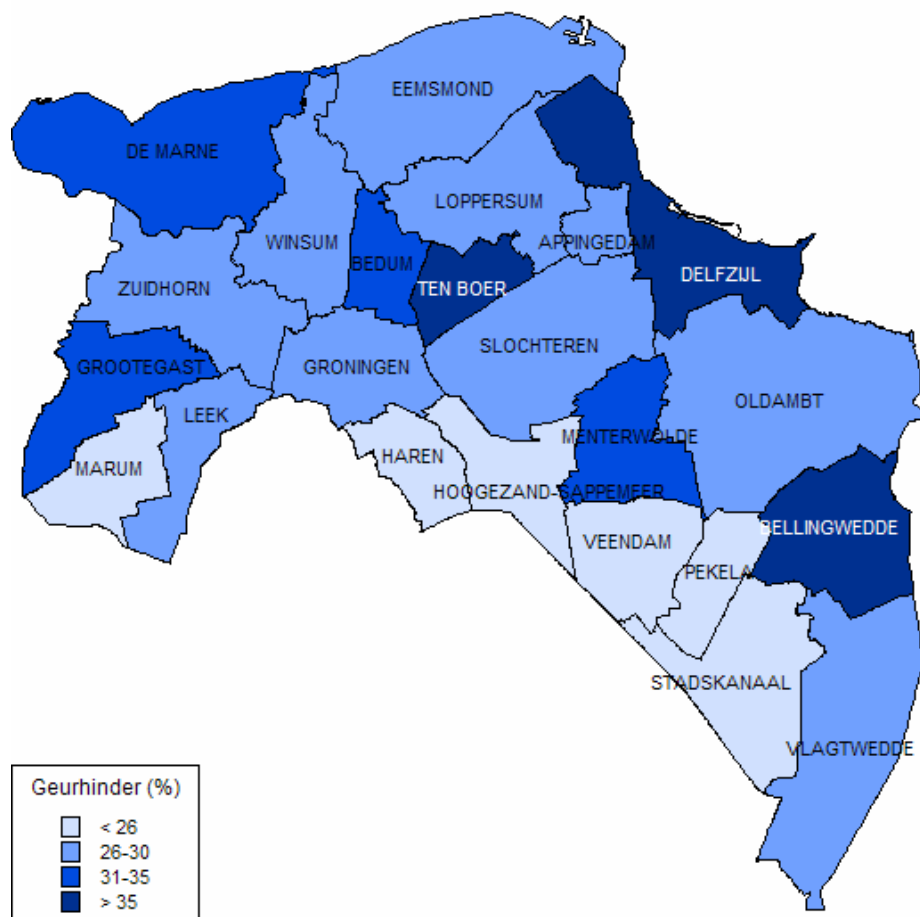 EEMSMOND
DE MARNE
LOPPERSUM
WINSUM
APPINGEDAM
BEDUM
DELFZIJL
ZUIDHORN
TEN BOER
SLOCHTEREN
GROOTEGAST
GRONINGEN
OLDAMBT
LEEK
MENTERWOLDE
HAREN
MARUM
HOOGEZAND-SAPPEMEER
BELLINGWEDDE
VEENDAM
PEKELA
STADSKANAAL
VLAGTWEDDE
Geurhinder (%)
< 26
26-30
31-35
> 35